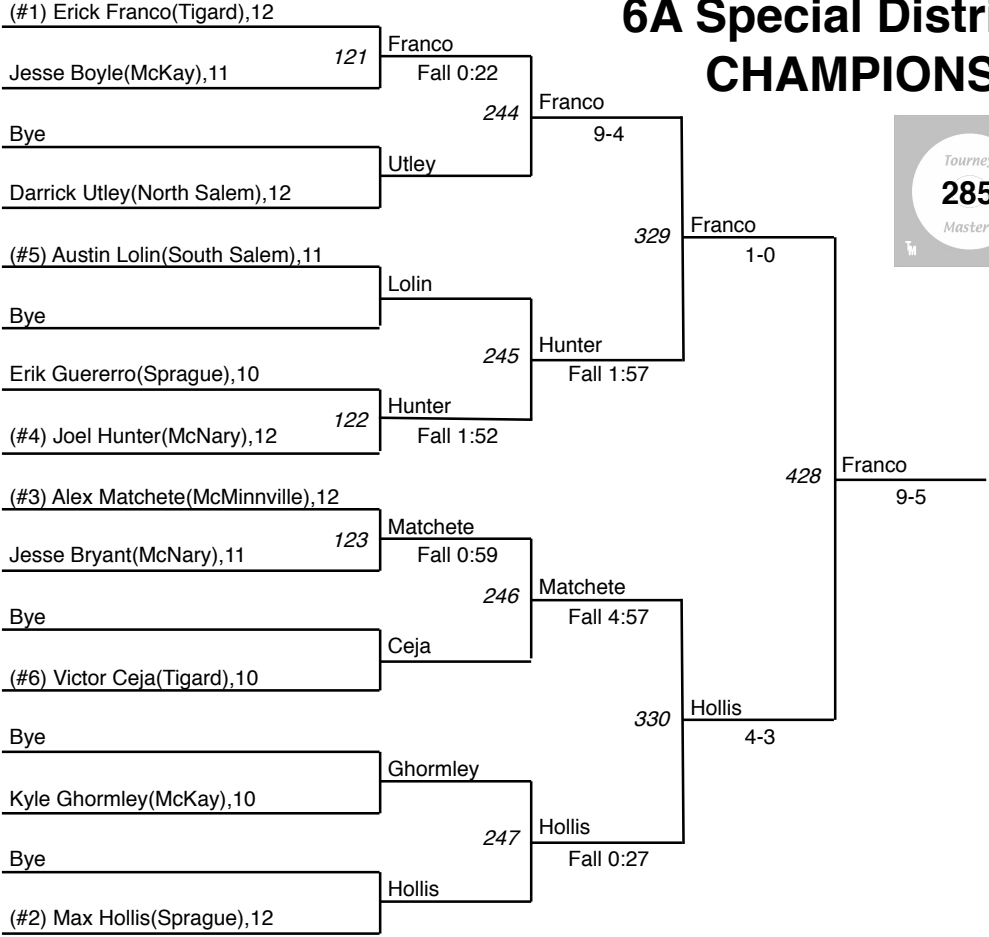 (#1) Erick Franco(Tigard),12
6A Special Distri
CHAMPIONS
121
Franco
Jesse Boyle(McKay),11
Fall 0:22
244
Franco
9-4
Bye
Utley
Darrick Utley(North Salem),12
Tourney
285
Master
TM
329
Franco
1-0
(#5) Austin Lolin(South Salem),11
Lolin
Bye
245
Hunter
Fall 1:57
Erik Guererro(Sprague),10
122
Hunter
Fall 1:52
(#4) Joel Hunter(McNary),12
428
Franco
9-5
(#3) Alex Matchete(McMinnville),12
123
Matchete
Fall 0:59
Jesse Bryant(McNary),11
246
Matchete
Fall 4:57
Bye
Ceja
(#6) Victor Ceja(Tigard),10
330
Hollis
4-3
Bye
Ghormley
Kyle Ghormley(McKay),10
247
Hollis
Fall 0:27
Bye
Hollis
(#2) Max Hollis(Sprague),12